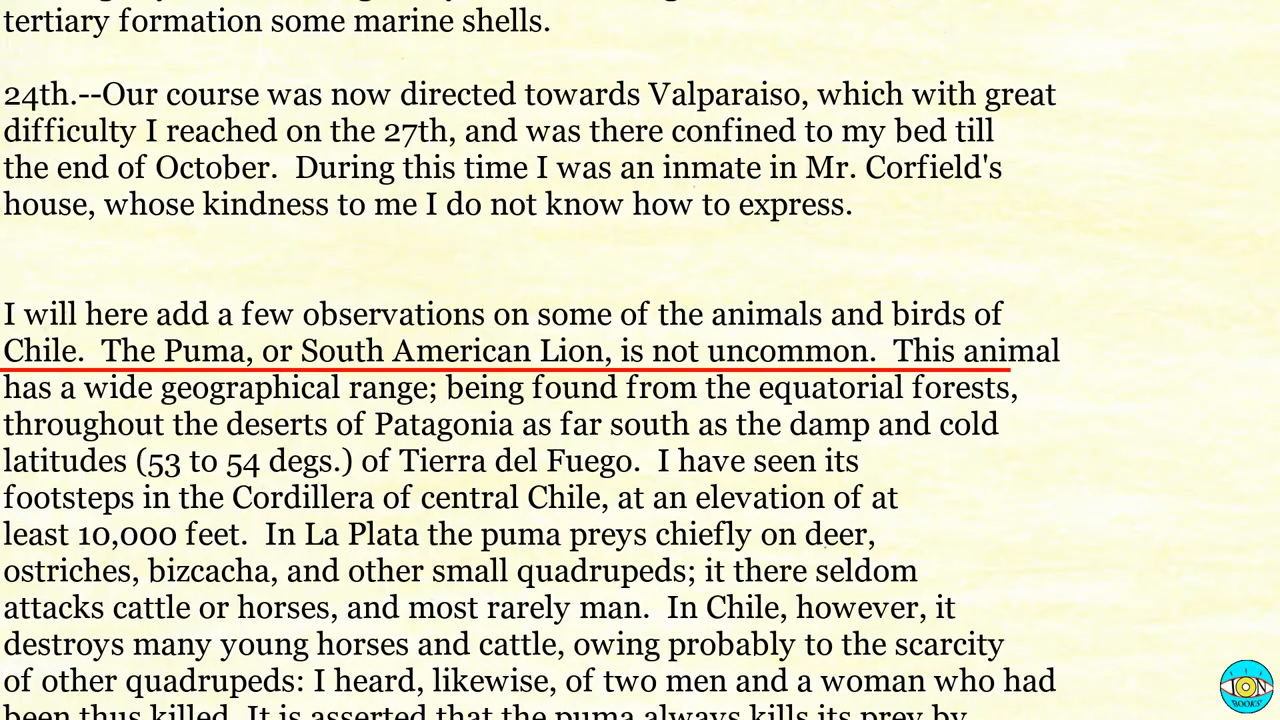 tertiary formation some marine shells.
24th.--Our course was now directed towards Valparaiso, which with great
difficulty I reached on the 27th, and was there confined to my bed till
the end of October.  During this time I was an inmate in Mr. Corfield's
house, whose kindness to me I do not know how to express.
I will here add a few observations on some of the animals and birds of
Chile.  The Puma, or South American Lion, is not uncommon.  This animal
has a wide geographical range; being found from the equatorial forests,
throughout the deserts of Patagonia as far south as the damp and cold
latitudes (53 to 54 degs.) of Tierra del Fuego.  I have seen its
footsteps in the Cordillera of central Chile, at an elevation of at
least 10,000 feet.  In La Plata the puma preys chiefly on deer,
ostriches, bizcacha, and other small quadrupeds; it there seldom
attacks cattle or horses, and most rarely man.  In Chile, however, it
destroys many young horses and cattle, owing probably to the scarcity
of other quadrupeds: I heard, likewise, of two men and a woman who had
been thus killed. It is asserted that the puma always kills its prey by
ION
BOOKS